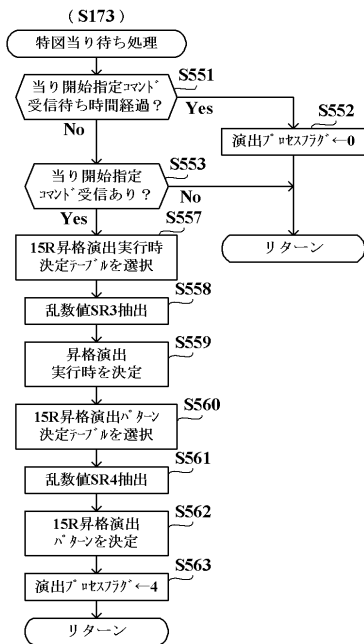 (S173)
特図当り待ち処理
S551
当り開始指定ｺﾏﾝﾄﾞ
受信待ち時間経過？
Yes
No
S552
演出ﾌﾟﾛｾｽﾌﾗｸﾞ←0
S553
当り開始指定
ｺﾏﾝﾄﾞ受信あり？
No
Yes
リターン
S557
15R昇格演出実行時
決定ﾃｰﾌﾞﾙを選択
S558
乱数値SR3抽出
S559
昇格演出
実行時を決定
S560
15R昇格演出ﾊﾟﾀｰﾝ
決定ﾃｰﾌﾞﾙを選択
S561
乱数値SR4抽出
S562
15R昇格演出
ﾊﾟﾀｰﾝを決定
S563
演出ﾌﾟﾛｾｽﾌﾗｸﾞ←4
リターン